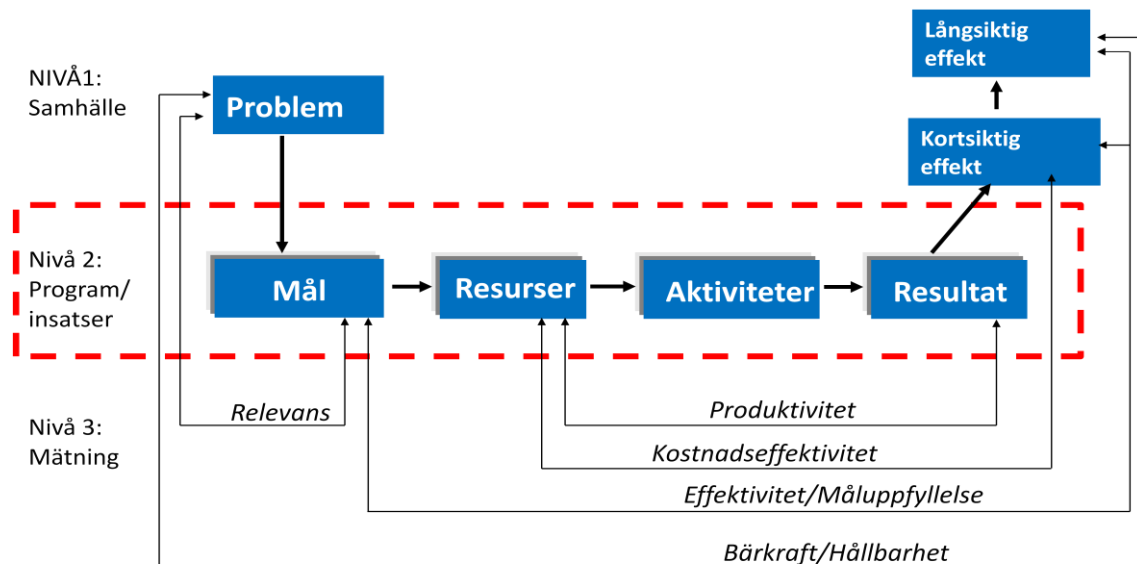 Långsiktig
effekt
NIVÅ1:
Samhälle
Problem
Kortsiktig
effekt
Nivå 2:
Program/
insatser
Mål
Resurser
Aktiviteter
Resultat
Relevans
Produktivitet
Nivå 3:
Mätning
Kostnadseffektivitet
Effektivitet/Måluppfyllelse
Bärkraft/Hållbarhet